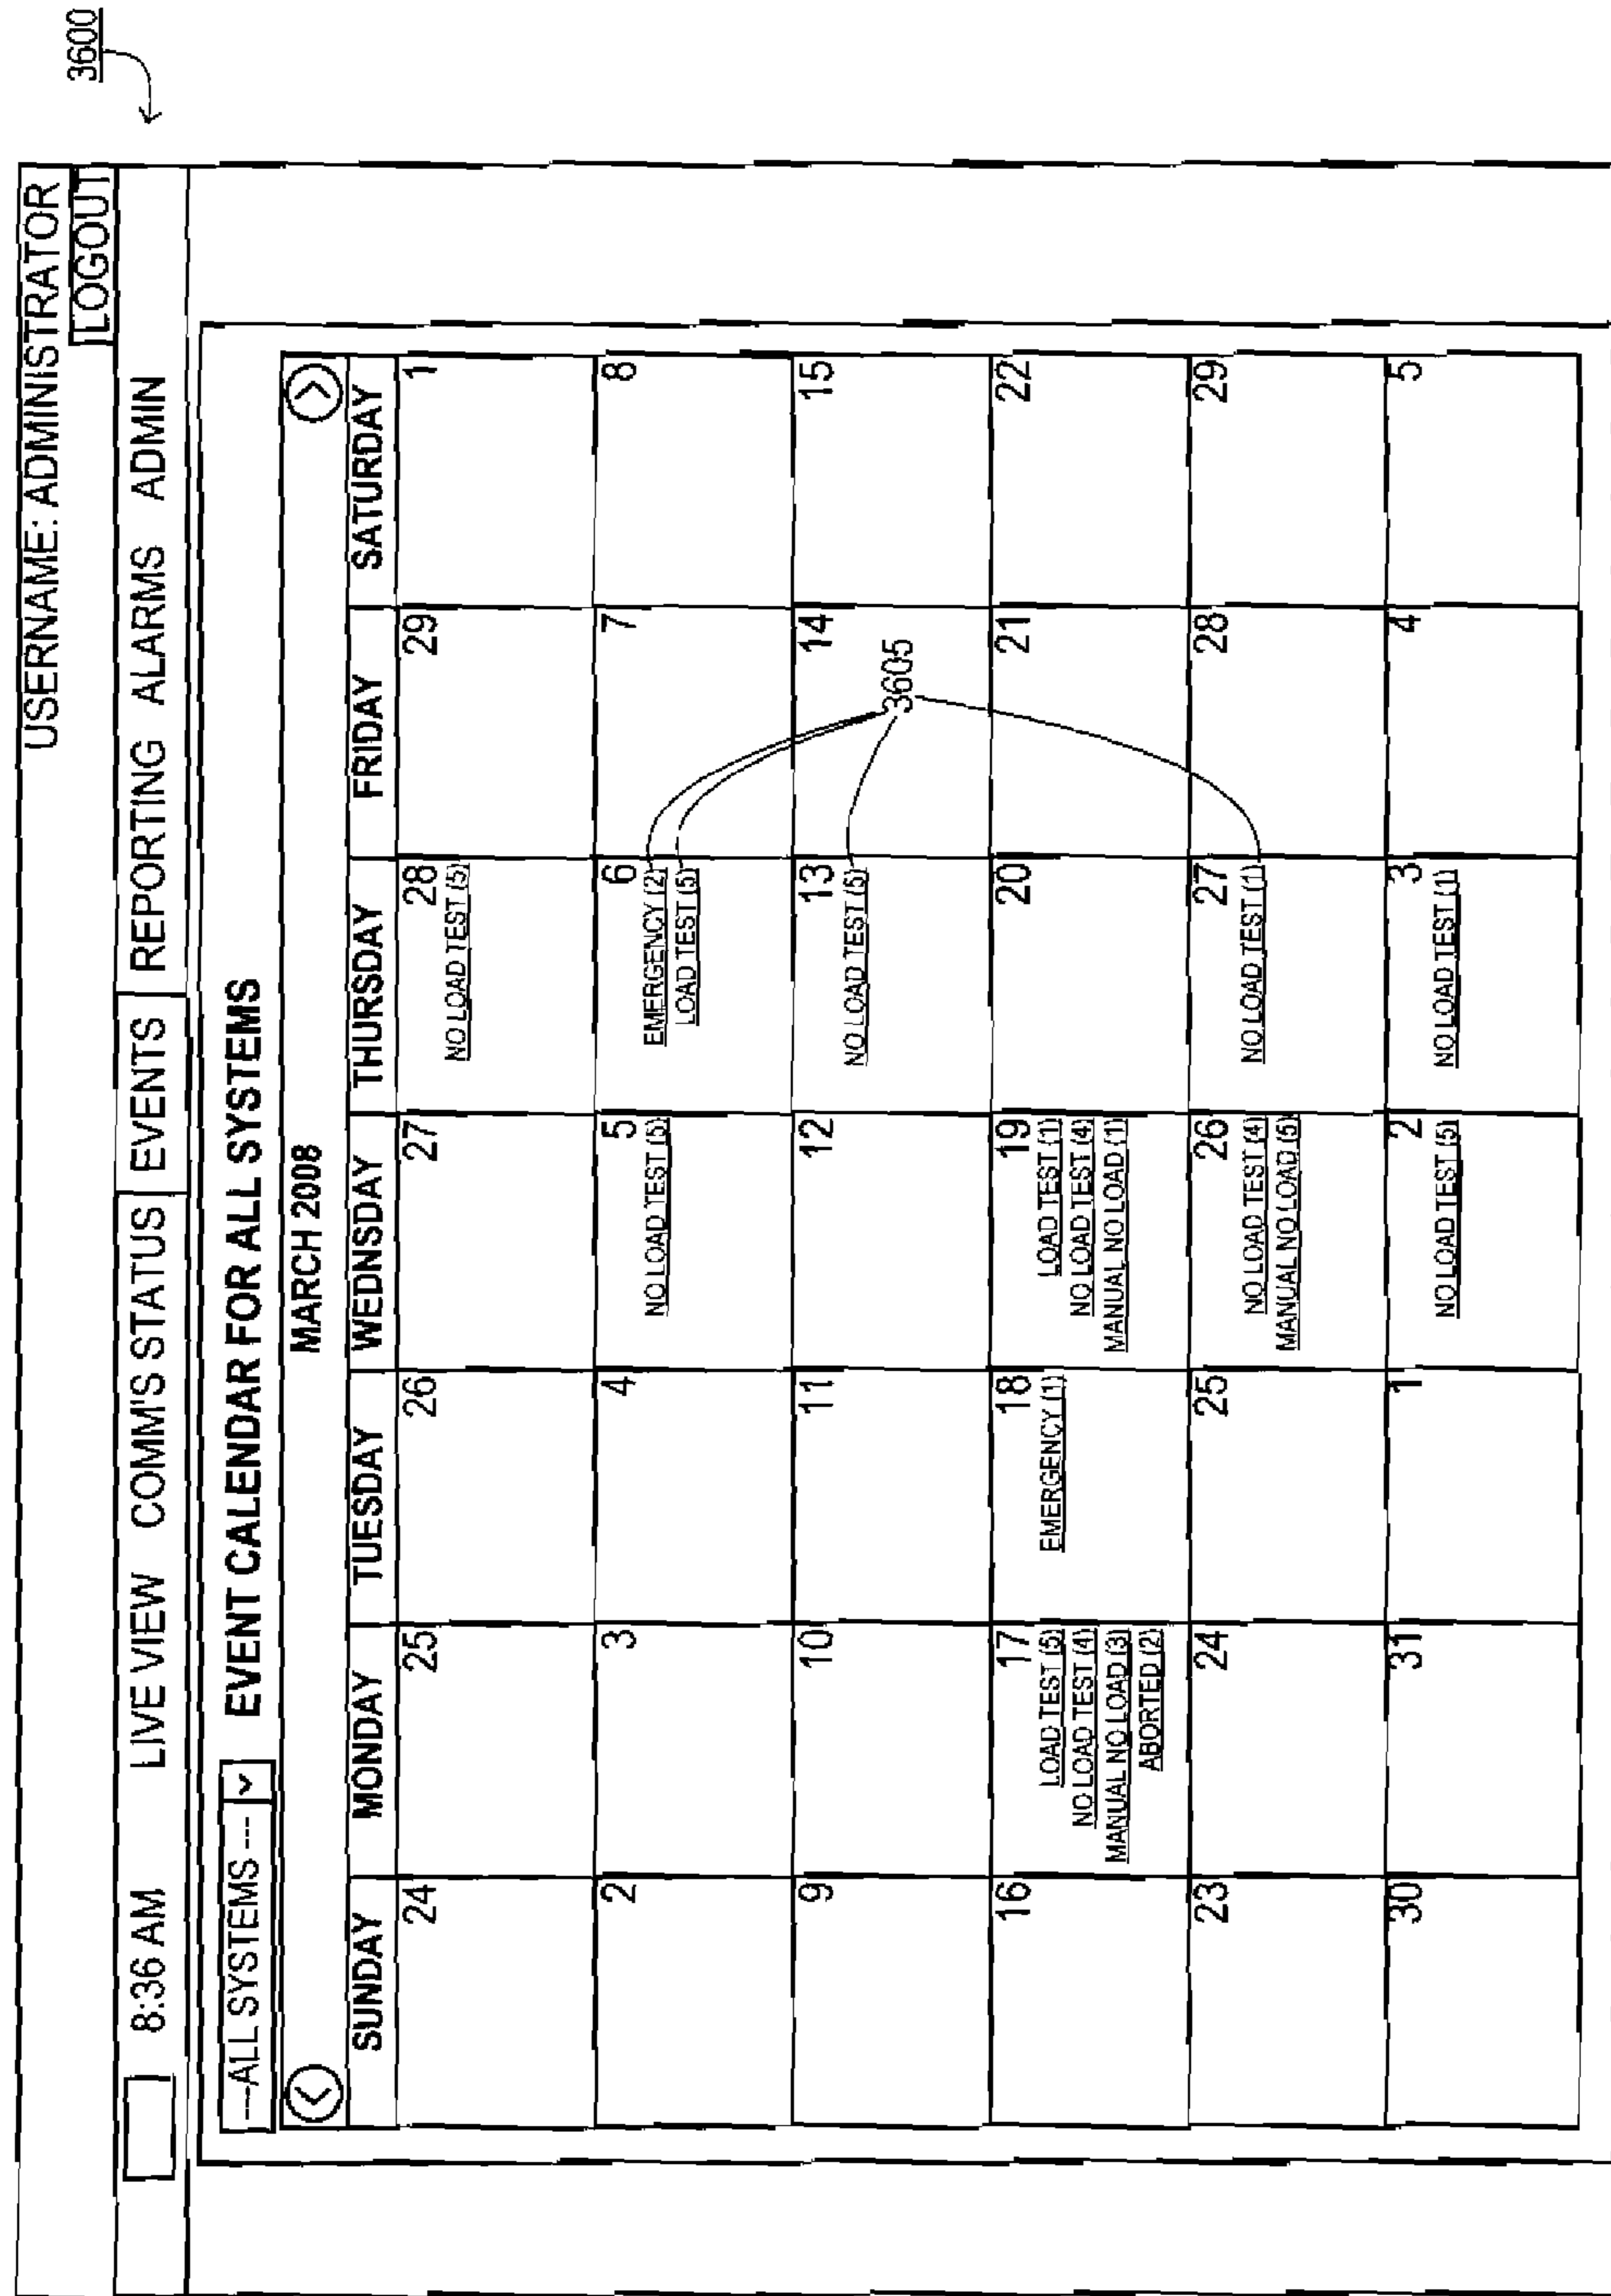 3600
USERNAME: ADMINISTRATOR
LOGOUT
8:36 AM LIVE VIEW COMM'S STATUS EVENTS REPORTING ALARMS ADMIN
---ALL SYSTEMS --- EVENT CALENDAR FOR ALL SYSTEMS
MARCH 2008
SUNDAY MONDAY TUESDAY WEDNSDAY THURSDAY FRIDAY SATURDAY
24 25 26 27 28 29 1
NO LOAD TEST (5)
2 3 4 5 6 7 8
NO LOAD TEST (5) EMERGENCY (2)
LOAD TEST (5)
9 10 11 12 13 14 15
NO LOAD TEST (5)
3605
16 17 18 19 20 21 22
LOAD TEST (5) EMERGENCY (1) LOAD TEST (1)
NO LOAD TEST (4) NO LOAD TEST (4)
MANUAL NO LOAD (3) MANUAL NO LOAD (1)
ABORTED (2)
23 24 25 26 27 28 29
NO LOAD TEST (4) NO LOAD TEST (1)
MANUAL NO LOAD (5)
30 31 1 2 3 4 5
NO LOAD TEST (5) NO LOAD TEST (1)